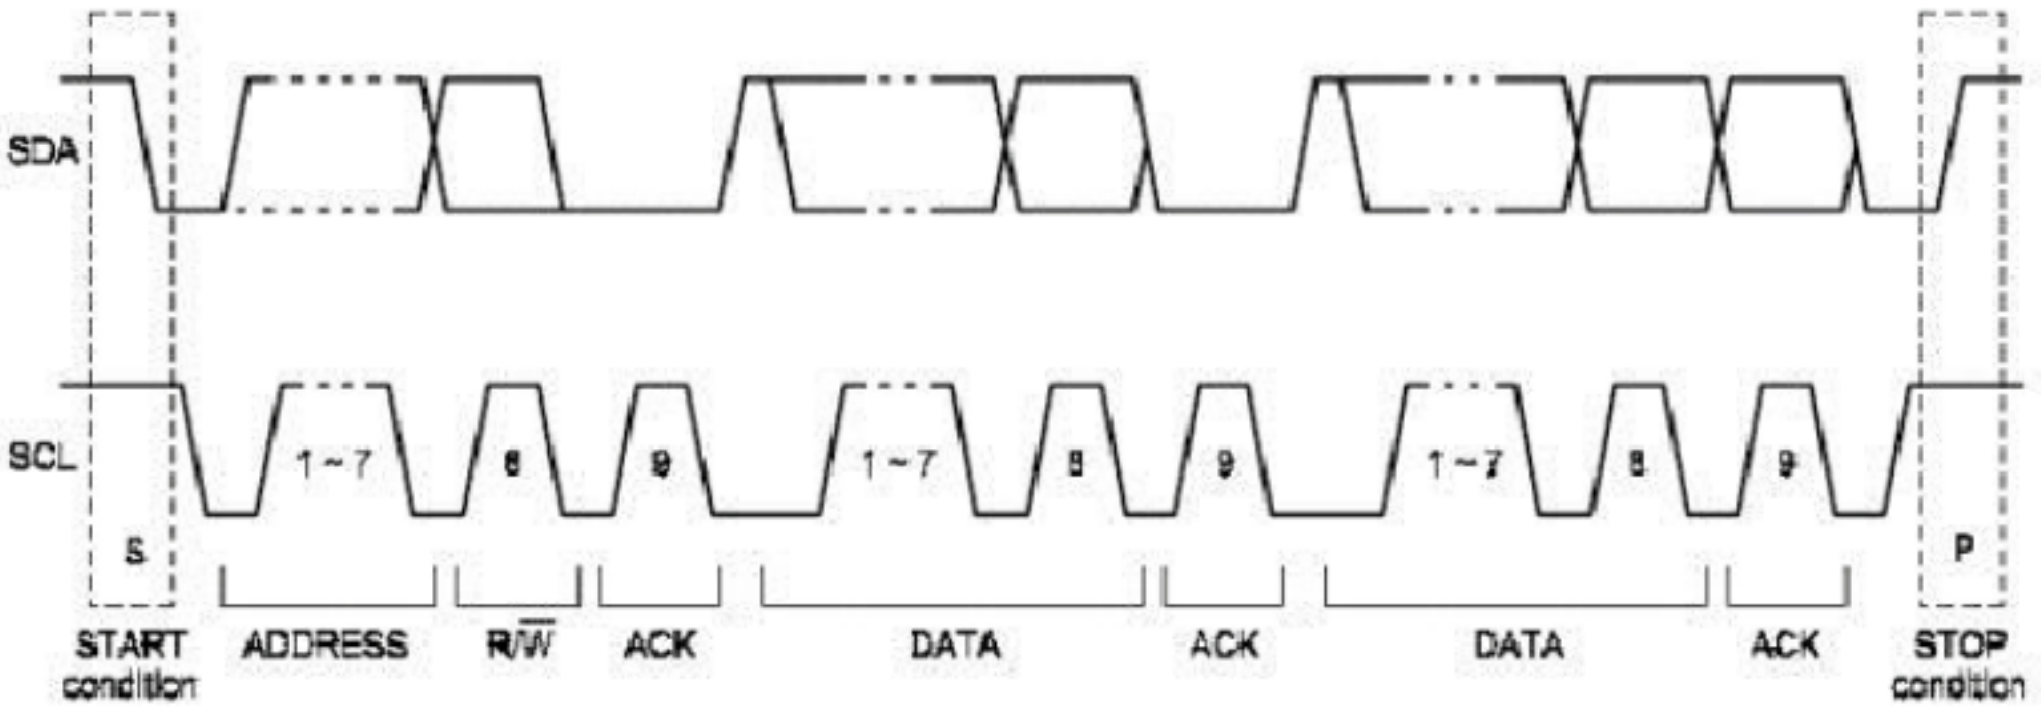 SDA
SCL
1 ~ 7 8 9 1 ~ 7 8 9 1 ~ 7 8 9
S P
START ADDRESS R/W ACK DATA ACK DATA ACK STOP
condition condition